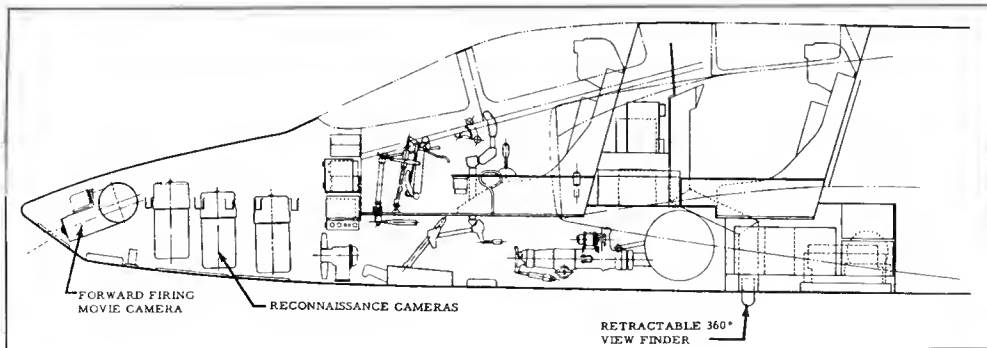 FORWARD FIRING
MOVIE CAMERA
RECONNAISSANCE CAMERAS
RETRACTABLE 360°
VIEW FINDER